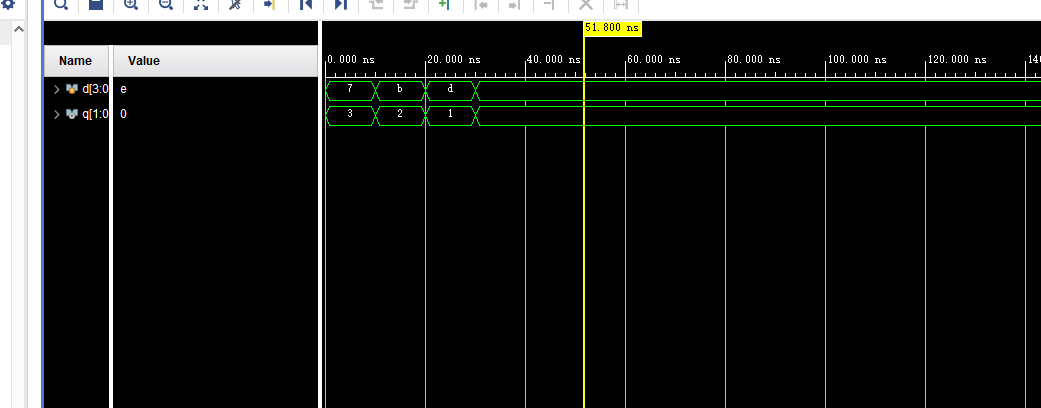 51.800 ns
Name Value
0.000 ns 20.000 ns 40.000 ns 60.000 ns 80.000 ns 100.000 ns 120.000 ns 140
d[3:0 e 7 b d
q[1:0 0 3 2 1